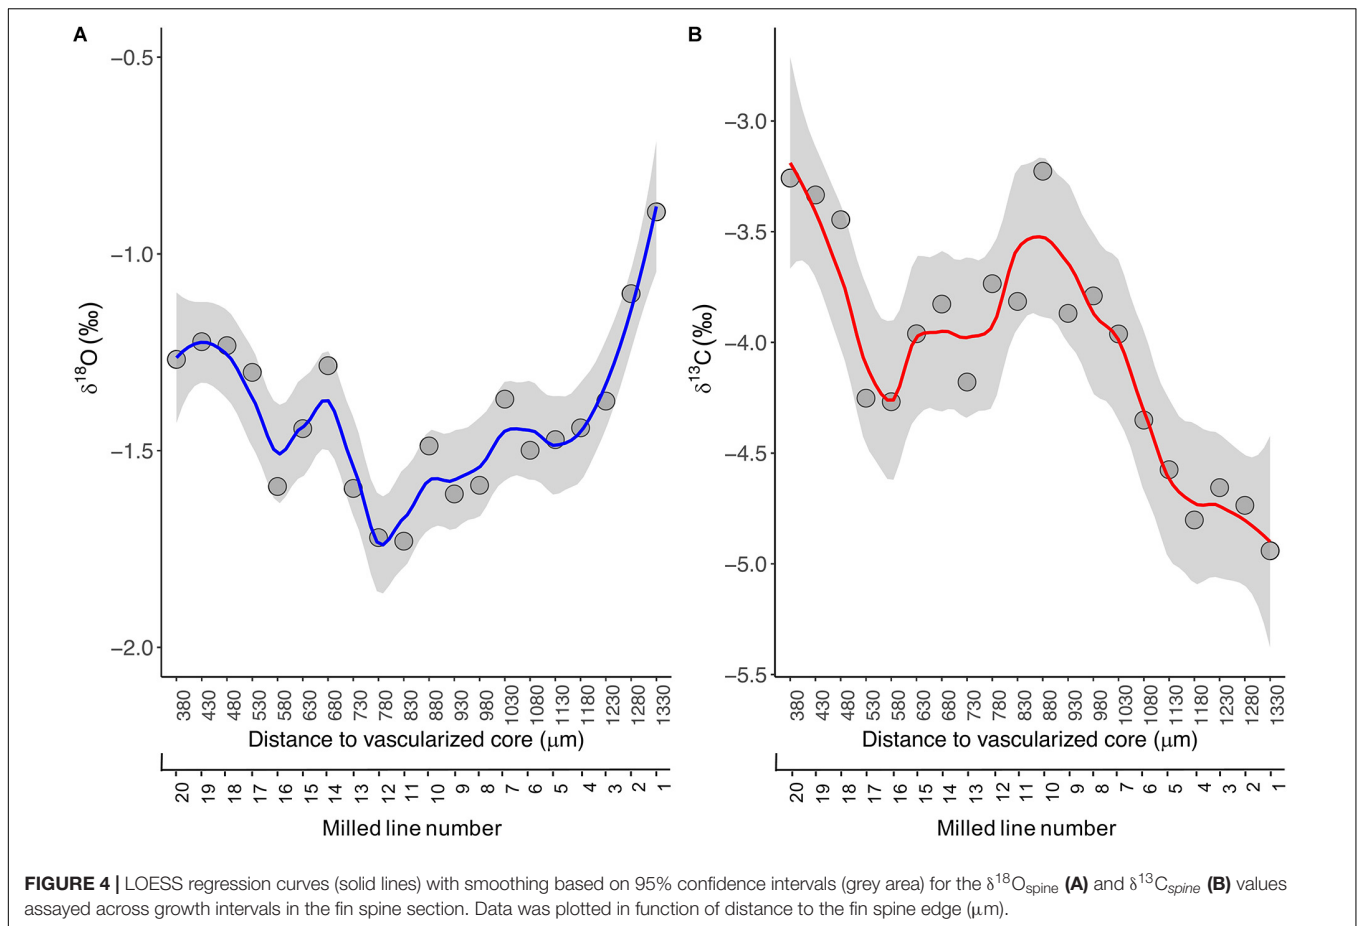 A
B
−0.5
−1.0
−1.5
−2.0
δ18O (‰)
380 430 480 530 580 630 680 730 780 830 880 930 980 1030 1080 1130 1180 1230 1280 1330
Distance to vascularized core (μm)
20 19 18 17 16 15 14 13 12 11 10 9 8 7 6 5 4 3 2 1
Milled line number
−3.0
−3.5
−4.0
−4.5
−5.0
−5.5
δ13C (‰)
380 430 480 530 580 630 680 730 780 830 880 930 980 1030 1080 1130 1180 1230 1280 1330
Distance to vascularized core (μm)
20 19 18 17 16 15 14 13 12 11 10 9 8 7 6 5 4 3 2 1
Milled line number
FIGURE 4 | LOESS regression curves (solid lines) with smoothing based on 95% confidence intervals (grey area) for the δ18Ospine (A) and δ13Cspine (B) values
assayed across growth intervals in the fin spine section. Data was plotted in function of distance to the fin spine edge (μm).